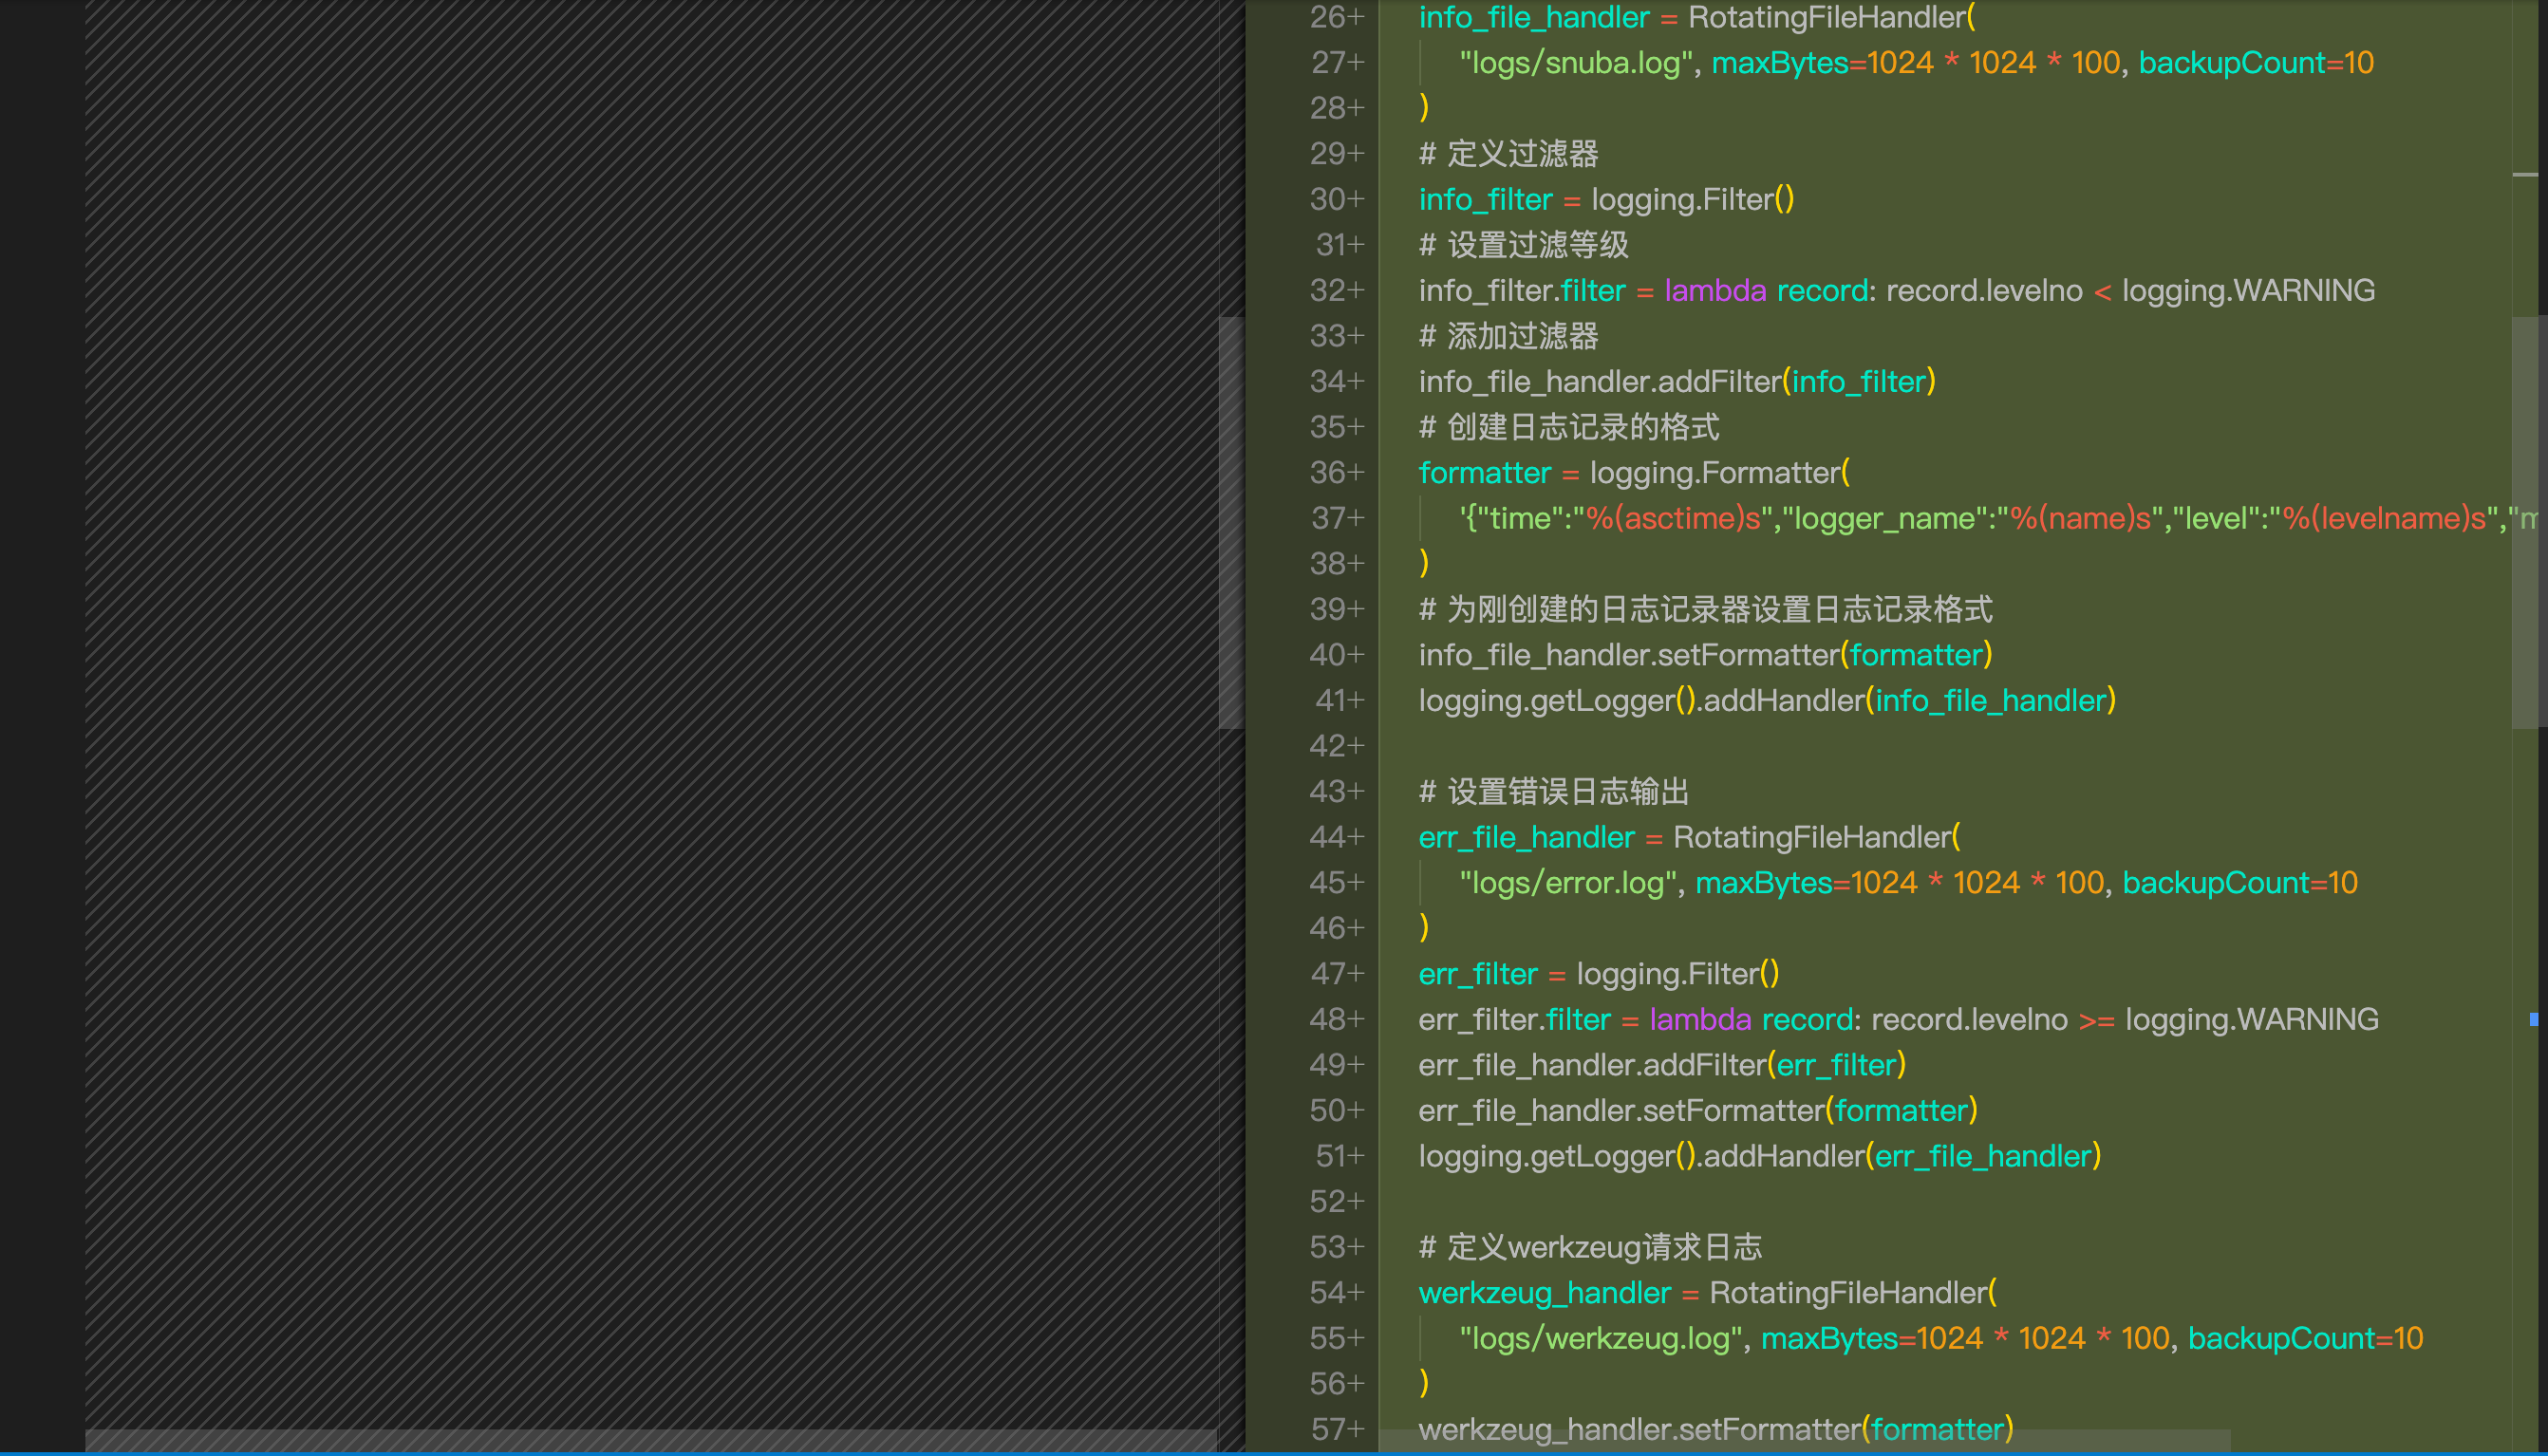 26+ info_file_handler = RotatingFileHandler(
27+ "logs/snuba.log", maxBytes=1024 * 1024 * 100, backupCount=10
28+ )
29+ # 定义过滤器
30+ info_filter = logging.Filter()
31+ # 设置过滤等级
32+ info_filter.filter = lambda record: record.levelno < logging.WARNING
33+ # 添加过滤器
34+ info_file_handler.addFilter(info_filter)
35+ # 创建日志记录的格式
36+ formatter = logging.Formatter(
37+ '{"time":"%(asctime)s","logger_name":"%(name)s","level":"%(levelname)s","m
38+ )
39+ # 为刚创建的日志记录器设置日志记录格式
40+ info_file_handler.setFormatter(formatter)
41+ logging.getLogger().addHandler(info_file_handler)
42+
43+ # 设置错误日志输出
44+ err_file_handler = RotatingFileHandler(
45+ "logs/error.log", maxBytes=1024 * 1024 * 100, backupCount=10
46+ )
47+ err_filter = logging.Filter()
48+ err_filter.filter = lambda record: record.levelno >= logging.WARNING
49+ err_file_handler.addFilter(err_filter)
50+ err_file_handler.setFormatter(formatter)
51+ logging.getLogger().addHandler(err_file_handler)
52+
53+ # 定义werkzeug请求日志
54+ werkzeug_handler = RotatingFileHandler(
55+ "logs/werkzeug.log", maxBytes=1024 * 1024 * 100, backupCount=10
56+ )
57+ werkzeug_handler.setFormatter(formatter)